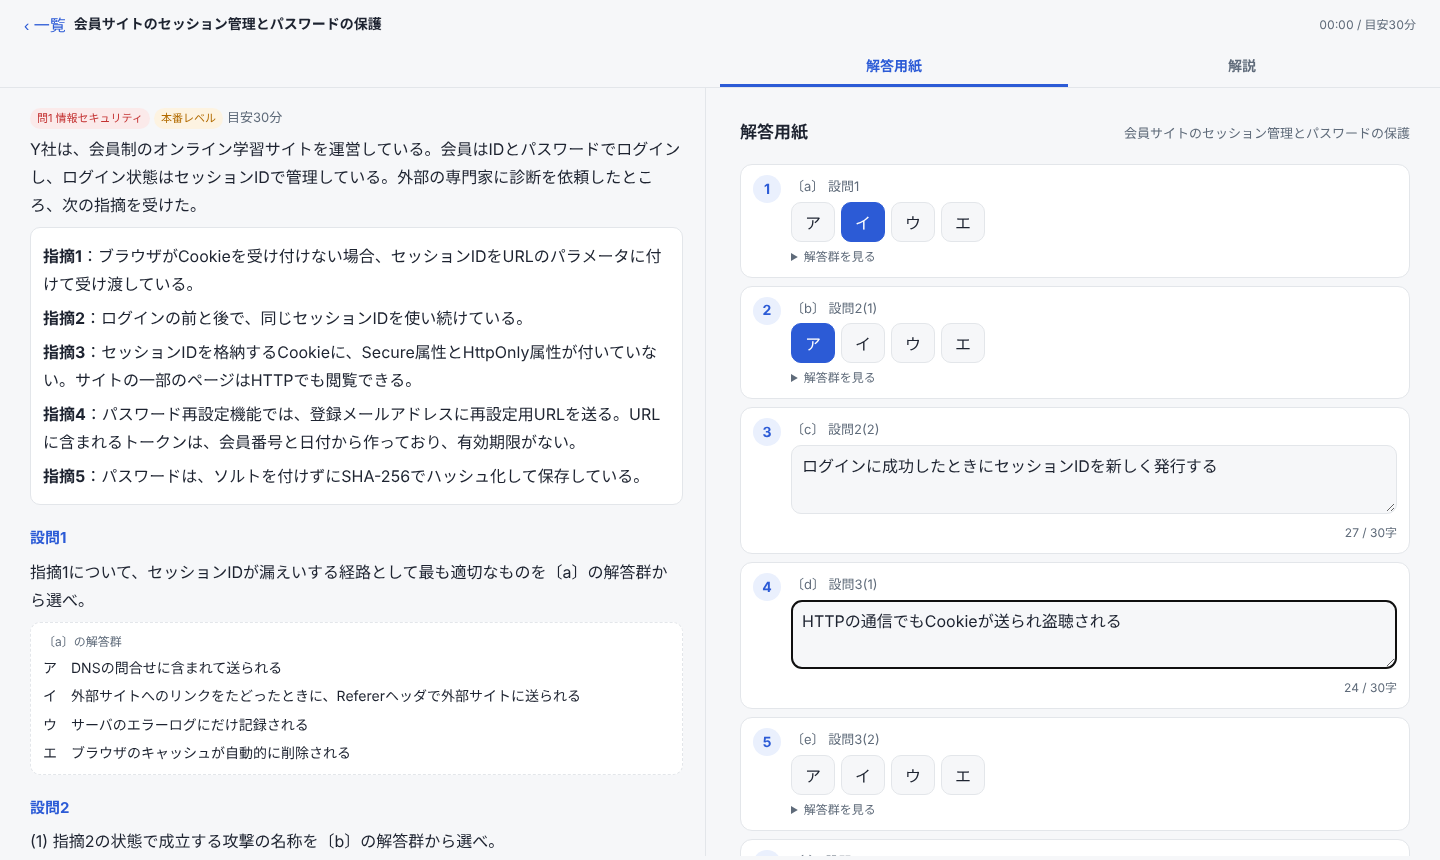 ‹ 一覧 会員サイトのセッション管理とパスワードの保護
00:00 / 目安30分
解答用紙
解説
問1 情報セキュリティ 本番レベル 目安30分
Y社は、会員制のオンライン学習サイトを運営している。会員はIDとパスワードでログイン
し、ログイン状態はセッションIDで管理している。外部の専門家に診断を依頼したとこ
ろ、次の指摘を受けた。
指摘1：ブラウザがCookieを受け付けない場合、セッションIDをURLのパラメータに付
けて受け渡している。
指摘2：ログインの前と後で、同じセッションIDを使い続けている。
指摘3：セッションIDを格納するCookieに、Secure属性とHttpOnly属性が付いていな
い。サイトの一部のページはHTTPでも閲覧できる。
指摘4：パスワード再設定機能では、登録メールアドレスに再設定用URLを送る。URL
に含まれるトークンは、会員番号と日付から作っており、有効期限がない。
指摘5：パスワードは、ソルトを付けずにSHA-256でハッシュ化して保存している。
設問1
指摘1について、セッションIDが漏えいする経路として最も適切なものを〔a〕の解答群か
ら選べ。
〔a〕の解答群
ア DNSの問合せに含まれて送られる
イ 外部サイトへのリンクをたどったときに、Refererヘッダで外部サイトに送られる
ウ サーバのエラーログにだけ記録される
エ ブラウザのキャッシュが自動的に削除される
設問2
(1) 指摘2の状態で成立する攻撃の名称を〔b〕の解答群から選べ。
解答用紙
会員サイトのセッション管理とパスワードの保護
1 〔a〕 設問1
ア イ ウ エ
▶ 解答群を見る
2 〔b〕 設問2(1)
ア イ ウ エ
▶ 解答群を見る
3 〔c〕 設問2(2)
ログインに成功したときにセッションIDを新しく発行する
27 / 30字
4 〔d〕 設問3(1)
HTTPの通信でもCookieが送られ盗聴される
24 / 30字
5 〔e〕 設問3(2)
ア イ ウ エ
▶ 解答群を見る